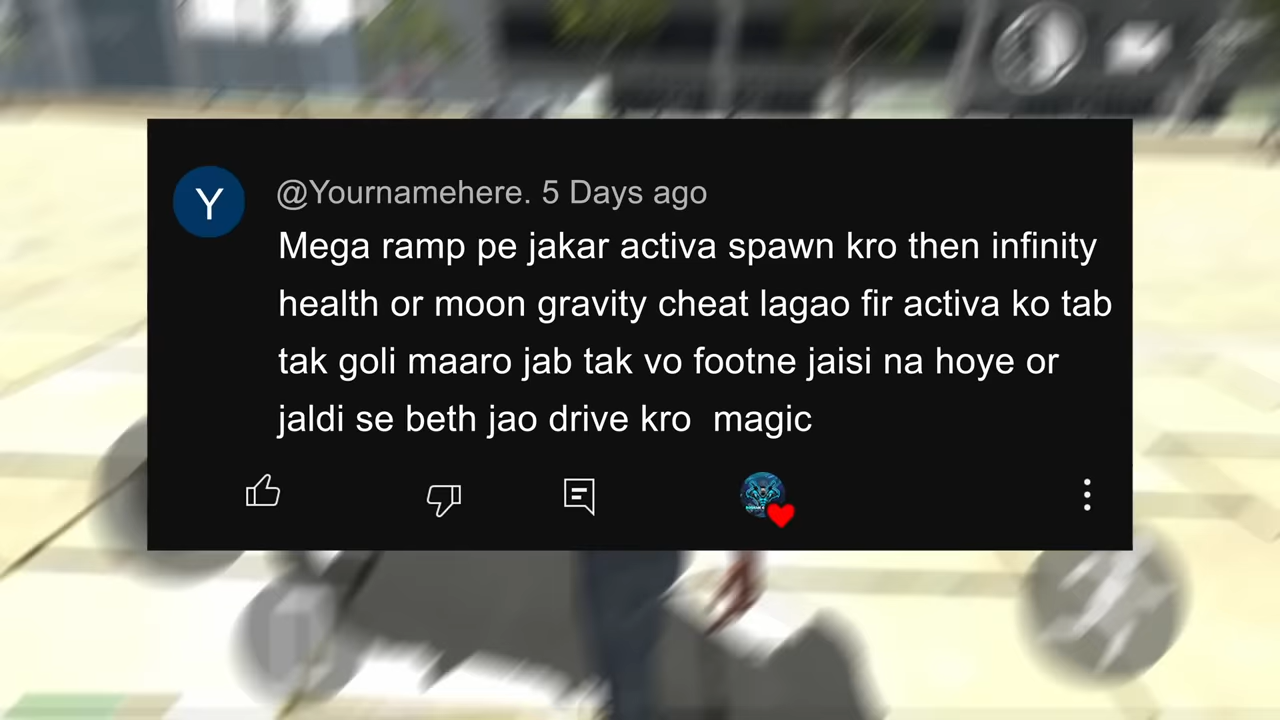 Y
@Yournamehere. 5 Days ago
Mega ramp pe jakar activa spawn kro then infinity
health or moon gravity cheat lagao fir activa ko tab
tak goli maaro jab tak vo footne jaisi na hoye or
jaldi se beth jao drive kro  magic